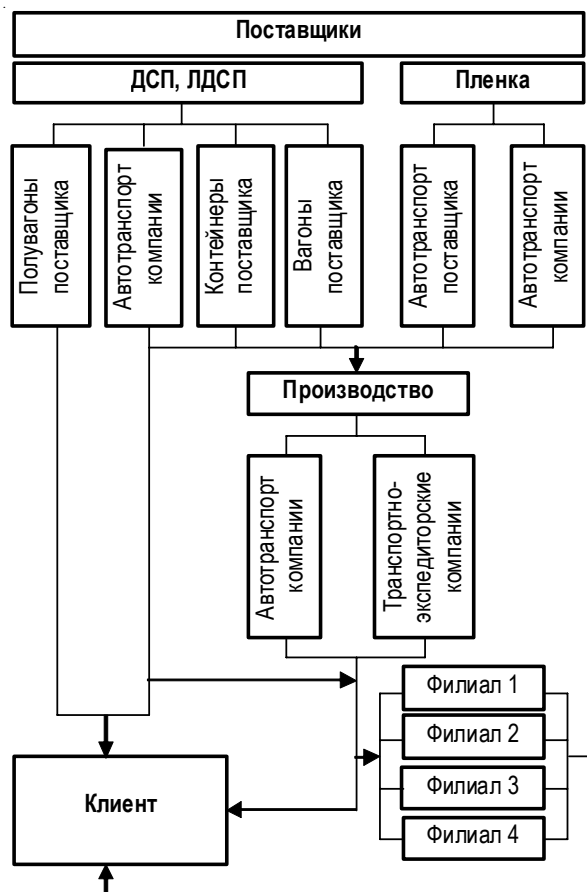 Поставщики
ДСП, ЛДСП
Пленка
Полувагоны
поставщика
Автотранспорт
компании
Контейнеры
поставщика
Вагоны
поставщика
Автотранспорт
поставщика
Автотранспорт
компании
Производство
Автотранспорт
компании
Транспортно-
экспедиторские
компании
Филиал 1
Филиал 2
Филиал 3
Филиал 4
Клиент